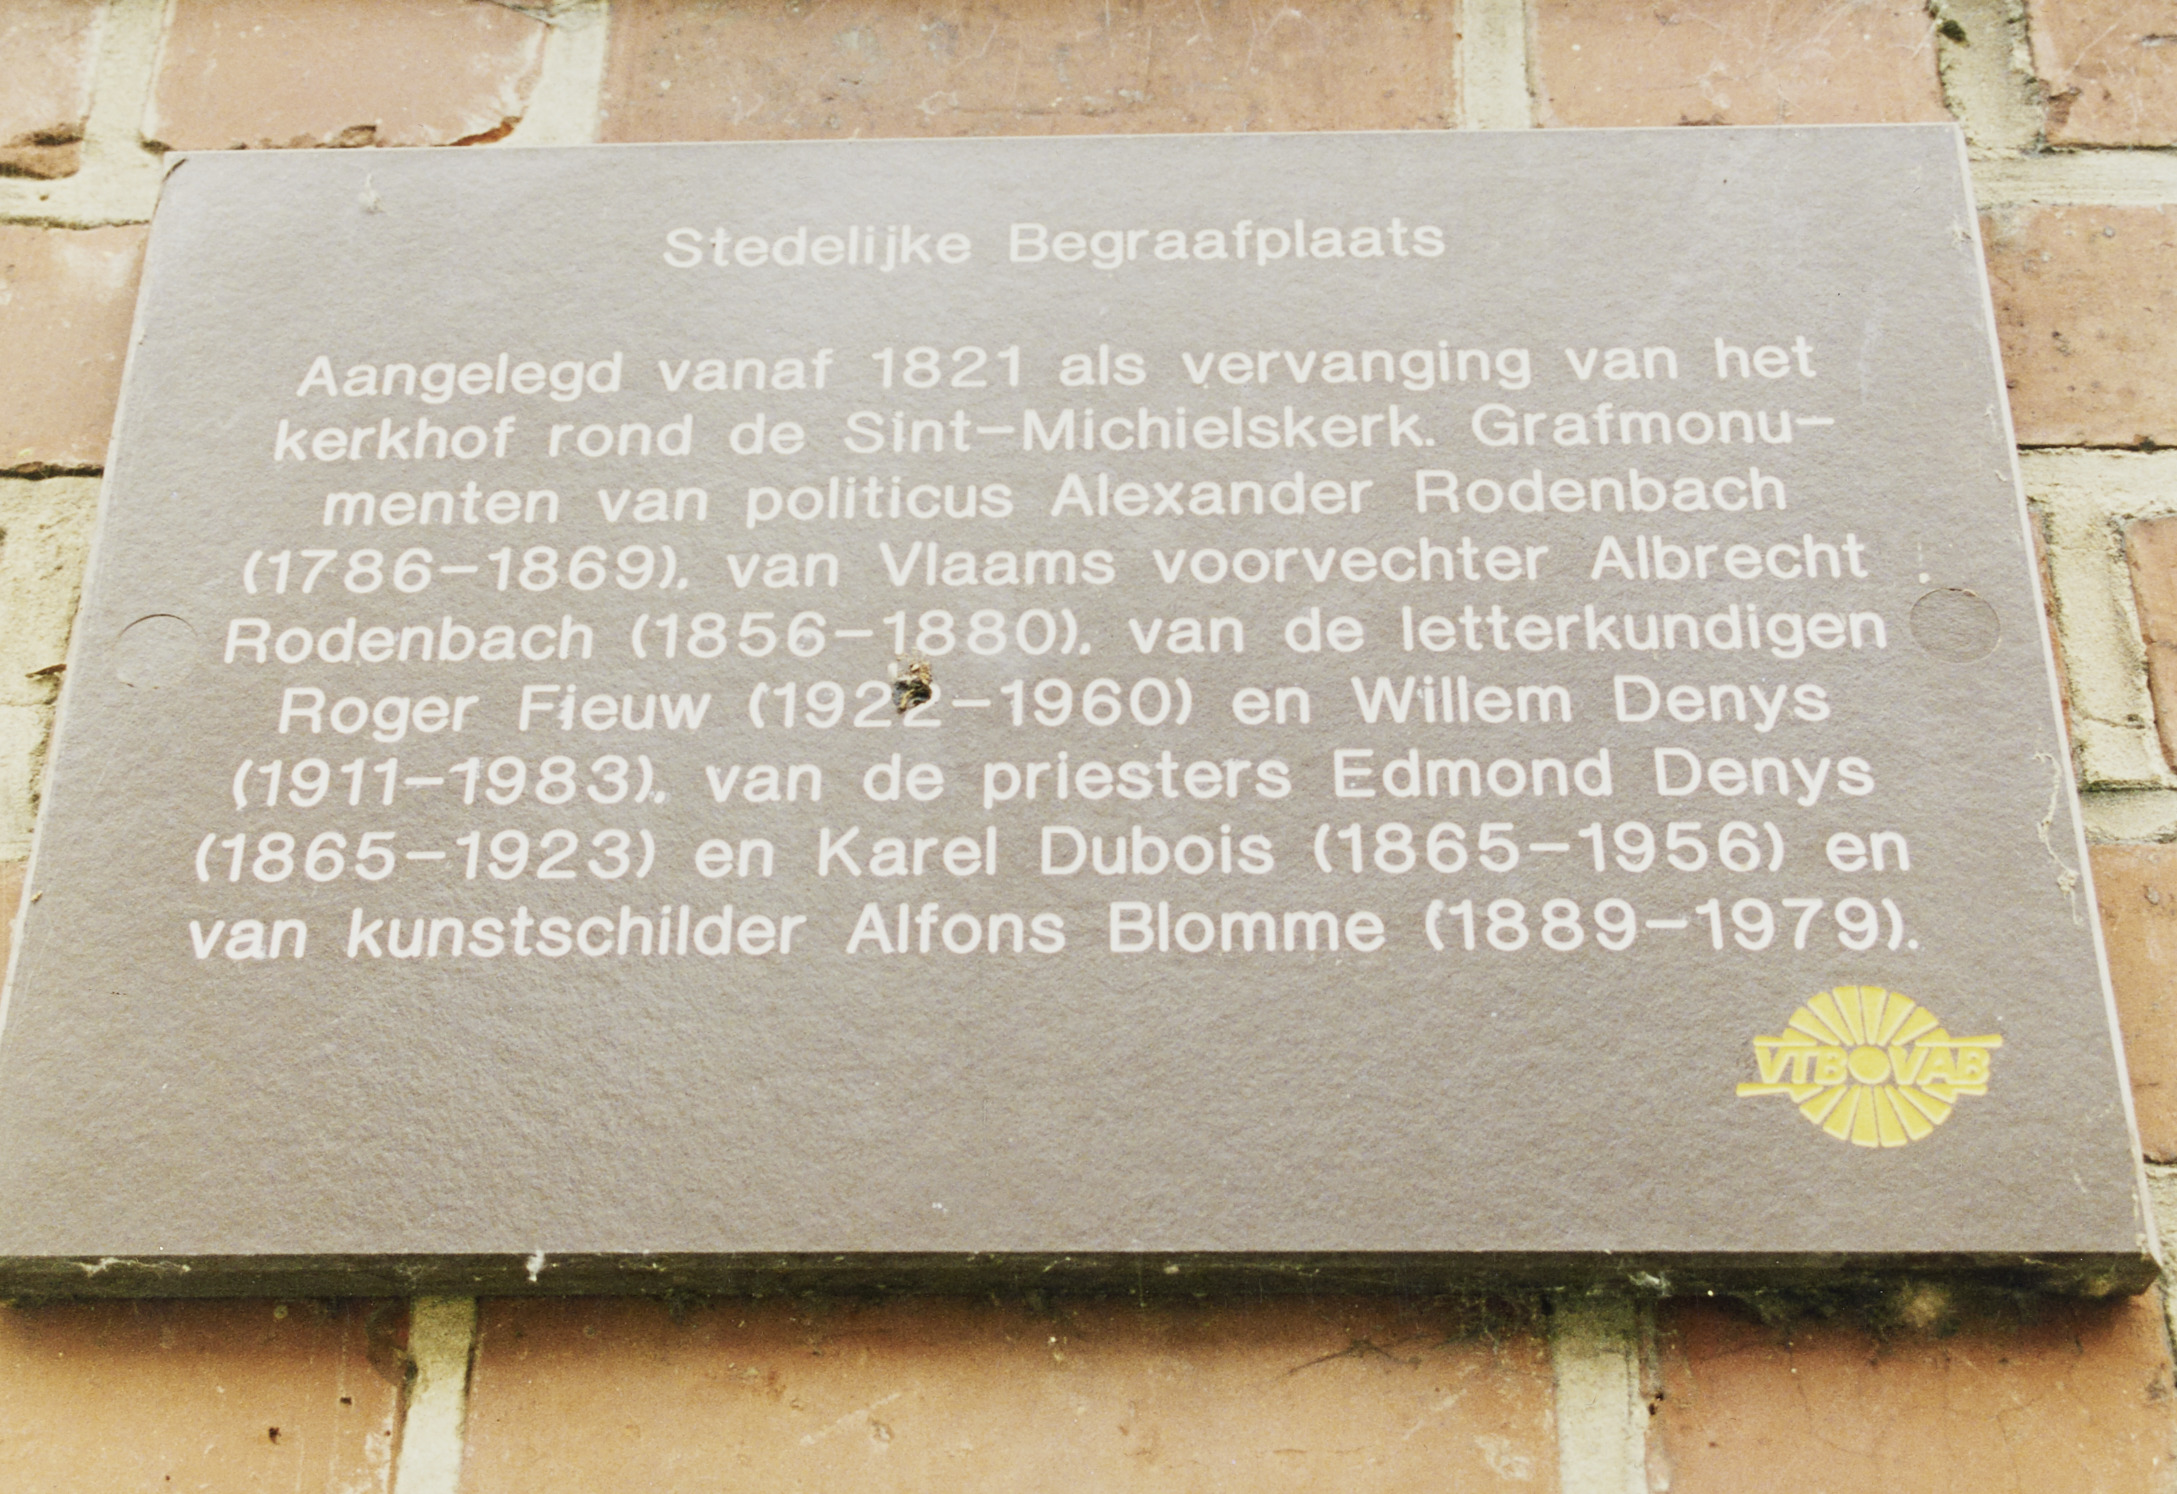 Stedelijke Begraafplaats
Aangelegd vanaf 1821 als vervanging van het
kerkhof rond de Sint-Michielskerk. Grafmonu-
menten van politicus Alexander Rodenbach
(1786-1869), van Vlaams voorvechter Albrecht
Rodenbach (1856-1880), van de letterkundigen
Roger Fieuw (1922-1960) en Willem Denys
(1911-1983), van de priesters Edmond Denys
(1865-1923) en Karel Dubois (1865-1956) en
van kunstschilder Alfons Blomme (1889-1979).
VTB VAB